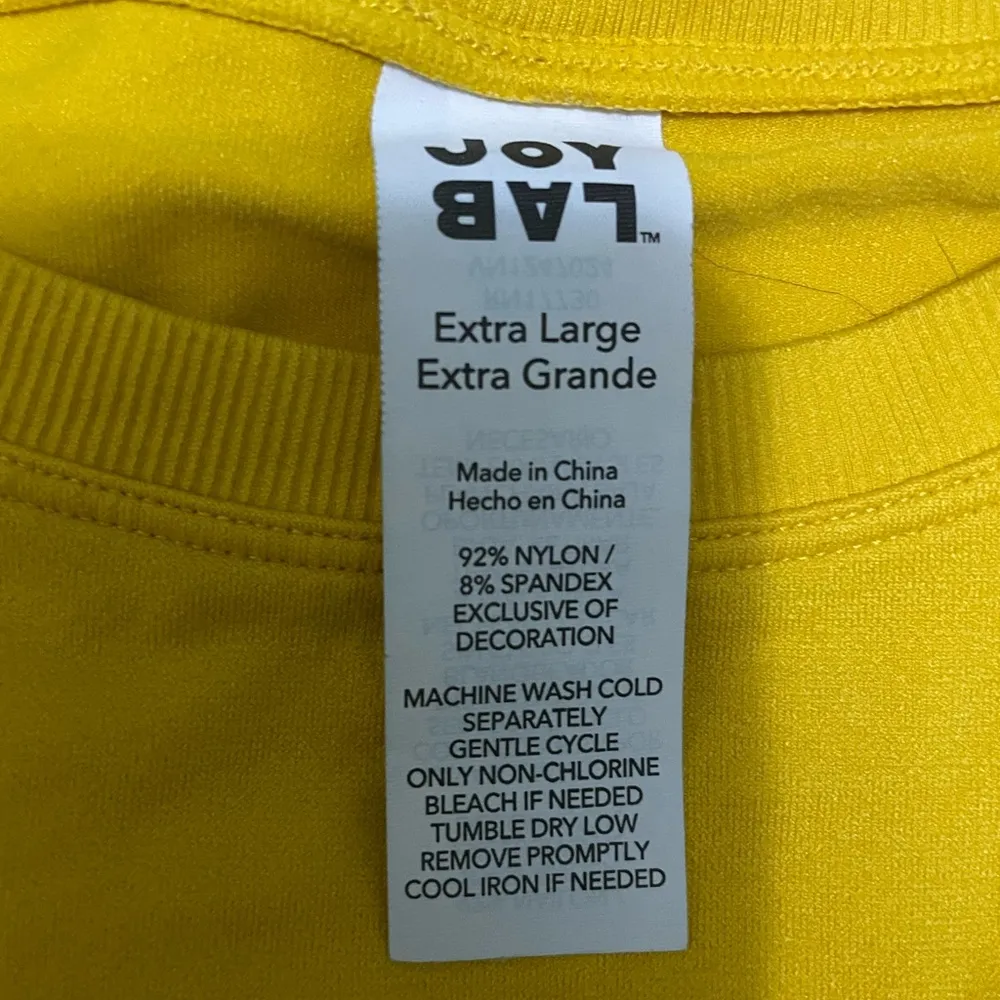 JOY
LAB™
Extra Large
Extra Grande
Made in China
Hecho en China
92% NYLON /
8% SPANDEX
EXCLUSIVE OF
DECORATION
MACHINE WASH COLD
SEPARATELY
GENTLE CYCLE
ONLY NON-CHLORINE
BLEACH IF NEEDED
TUMBLE DRY LOW
REMOVE PROMPTLY
COOL IRON IF NEEDED